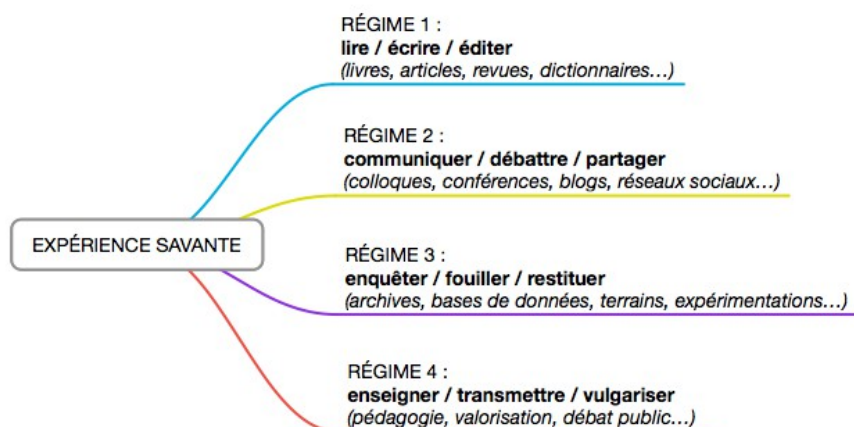 RÉGIME 1 :
lire / écrire / éditer
(livres, articles, revues, dictionnaires…)
RÉGIME 2 :
communiquer / débattre / partager
(colloques, conférences, blogs, réseaux sociaux…)
EXPÉRIENCE SAVANTE
RÉGIME 3 :
enquêter / fouiller / restituer
(archives, bases de données, terrains, expérimentations…)
RÉGIME 4 :
enseigner / transmettre / vulgariser
(pédagogie, valorisation, débat public…)